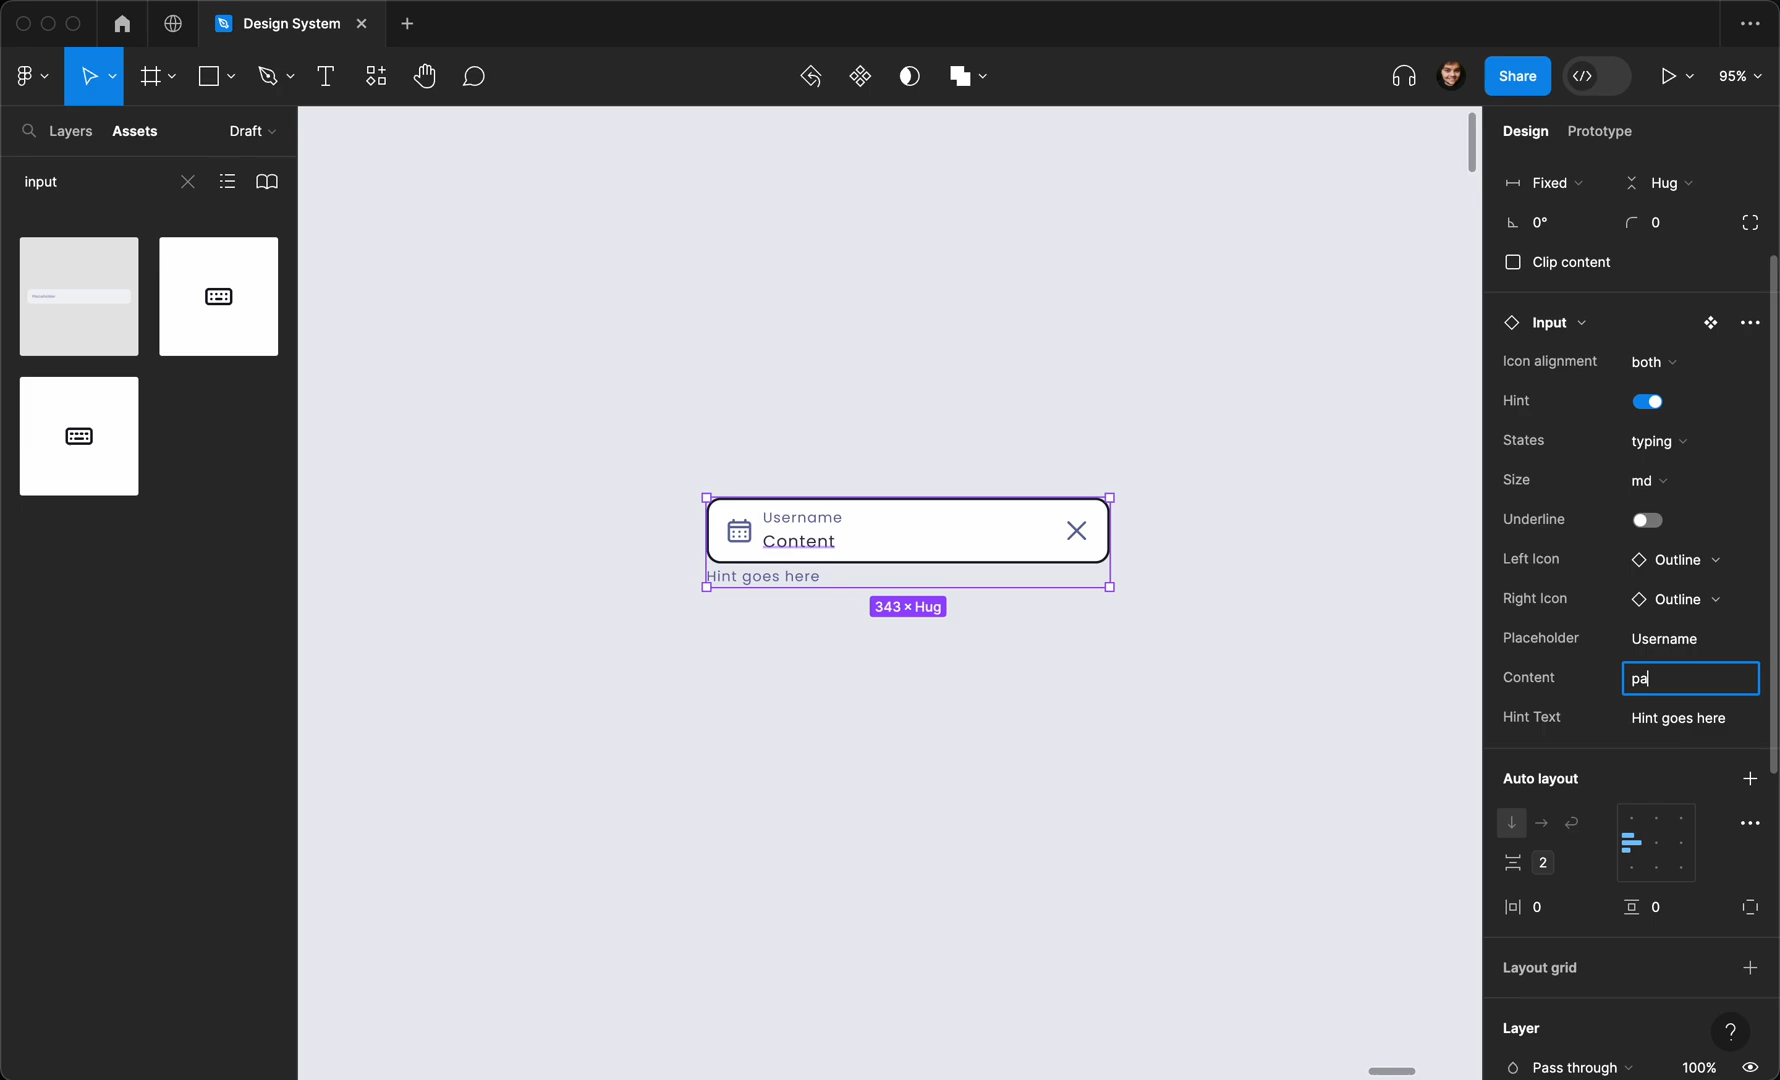 Design System
Share
95%
Layers
Assets
Draft
input
Placeholder
Username
Content
Hint goes here
343 × Hug
Design
Prototype
Fixed
Hug
0°
0
Clip content
Input
Icon alignment
both
Hint
States
typing
Size
md
Underline
Left Icon
Outline
Right Icon
Outline
Placeholder
Username
Content
pa
Hint Text
Hint goes here
Auto layout
2
0
0
Layout grid
Layer
?
Pass through
100%